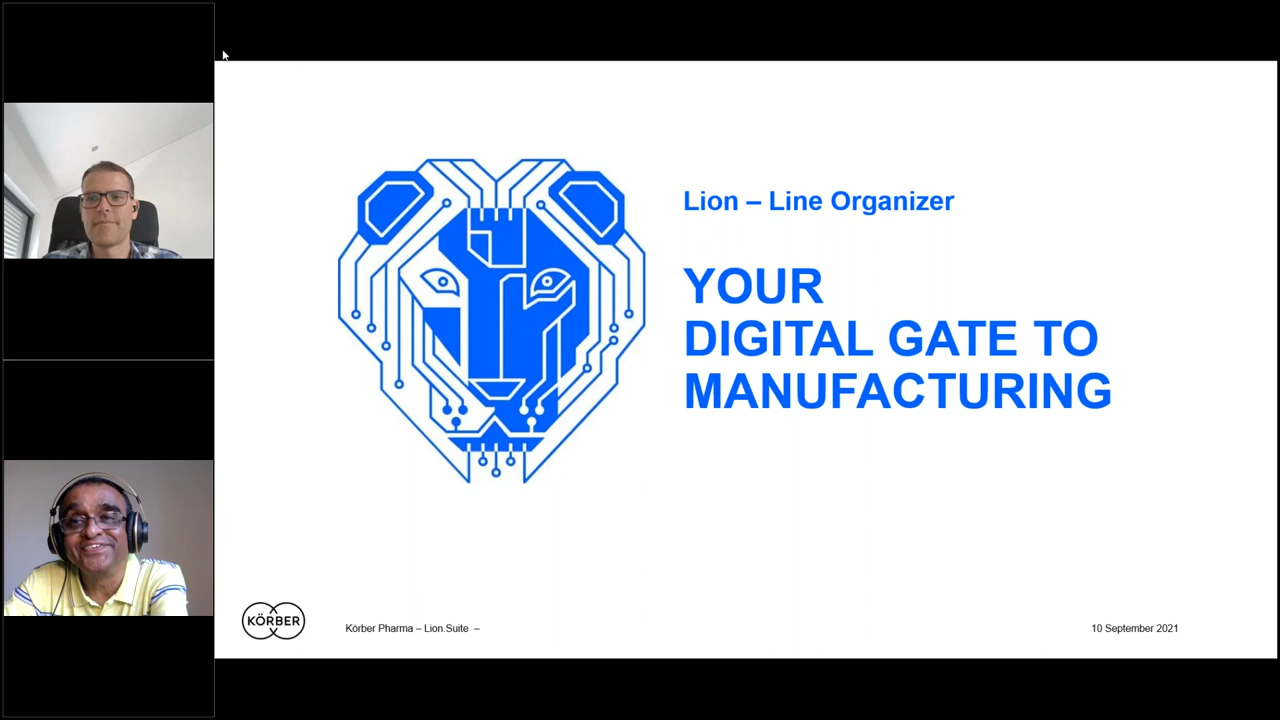 Lion – Line Organizer
YOUR
DIGITAL GATE TO
MANUFACTURING
KÖRBER
Körber Pharma – Lion.Suite –
10 September 2021